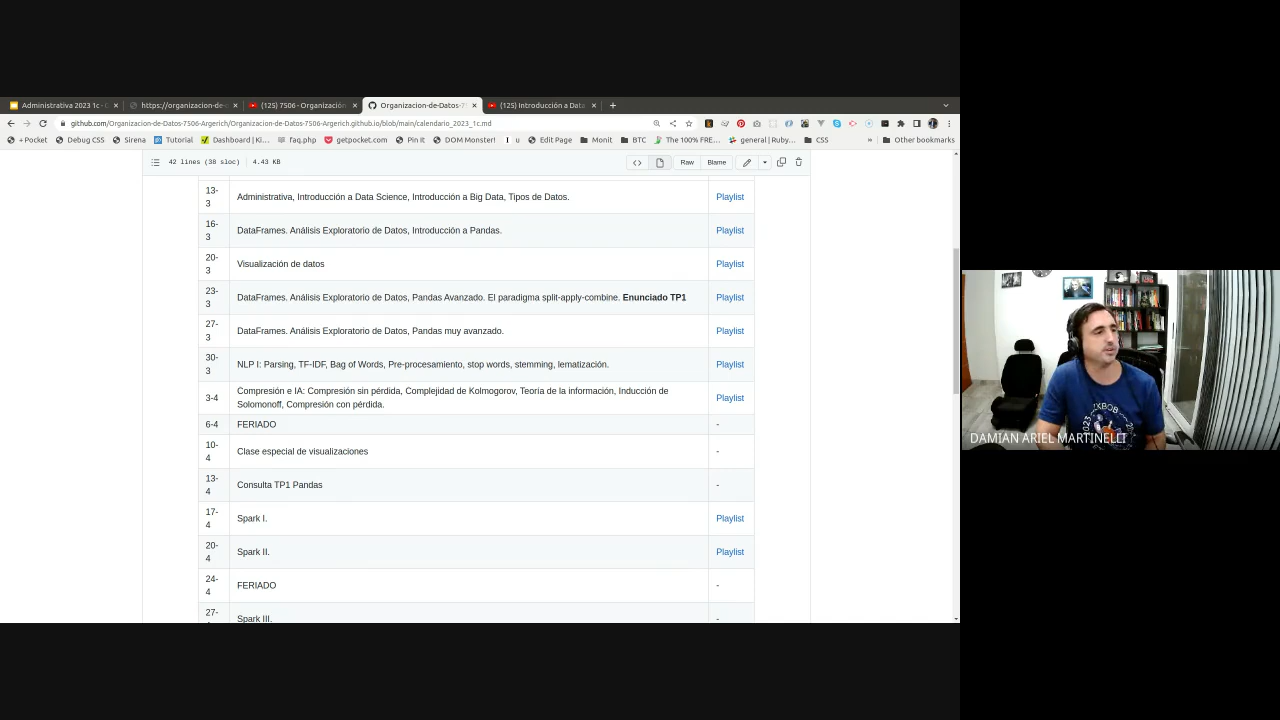 Administrativa 2023 1c - G
https://organizacion-de-
(125) 7506 - Organización
Organizacion-de-Datos-75
(125) Introducción a Data
github.com/Organizacion-de-Datos-7506-Argerich/Organizacion-de-Datos-7506-Argerich.github.io/blob/main/calendario_2023_1c.md
+Pocket
Debug CSS
Sirena
Tutorial
Dashboard | Ki...
faq.php
getpocket.com
Pin it
DOM Monster!
u
Edit Page
Monit
BTC
The 100% FRE...
general | Ruby...
CSS
»
Other bookmarks
42 lines (38 sloc)
4.43 KB
Raw
Blame
13-3 Administrativa, Introducción a Data Science, Introducción a Big Data, Tipos de Datos. Playlist
16-3 DataFrames. Análisis Exploratorio de Datos, Introducción a Pandas. Playlist
20-3 Visualización de datos Playlist
23-3 DataFrames. Análisis Exploratorio de Datos, Pandas Avanzado. El paradigma split-apply-combine. Enunciado TP1 Playlist
27-3 DataFrames. Análisis Exploratorio de Datos, Pandas muy avanzado. Playlist
30-3 NLP I: Parsing, TF-IDF, Bag of Words, Pre-procesamiento, stop words, stemming, lematización. Playlist
3-4 Compresión e IA: Compresión sin pérdida, Complejidad de Kolmogorov, Teoría de la información, Inducción de
Solomonoff, Compresión con pérdida. Playlist
6-4 FERIADO -
10-4 Clase especial de visualizaciones -
13-4 Consulta TP1 Pandas -
17-4 Spark I. Playlist
20-4 Spark II. Playlist
24-4 FERIADO -
27- Spark III. -
DAMIAN ARIEL MARTINELLI